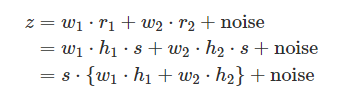 z = w₁ · r₁ + w₂ · r₂ + noise
= w₁ · h₁ · s + w₂ · h₂ · s + noise
= s · {w₁ · h₁ + w₂ · h₂} + noise